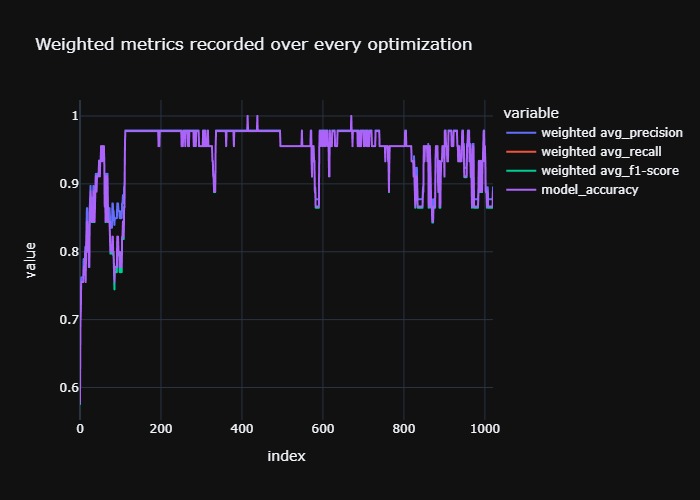 Weighted metrics recorded over every optimization
variable
weighted avg_precision
weighted avg_recall
weighted avg_f1-score
model_accuracy
value
1
0.9
0.8
0.7
0.6
0
200
400
600
800
1000
index